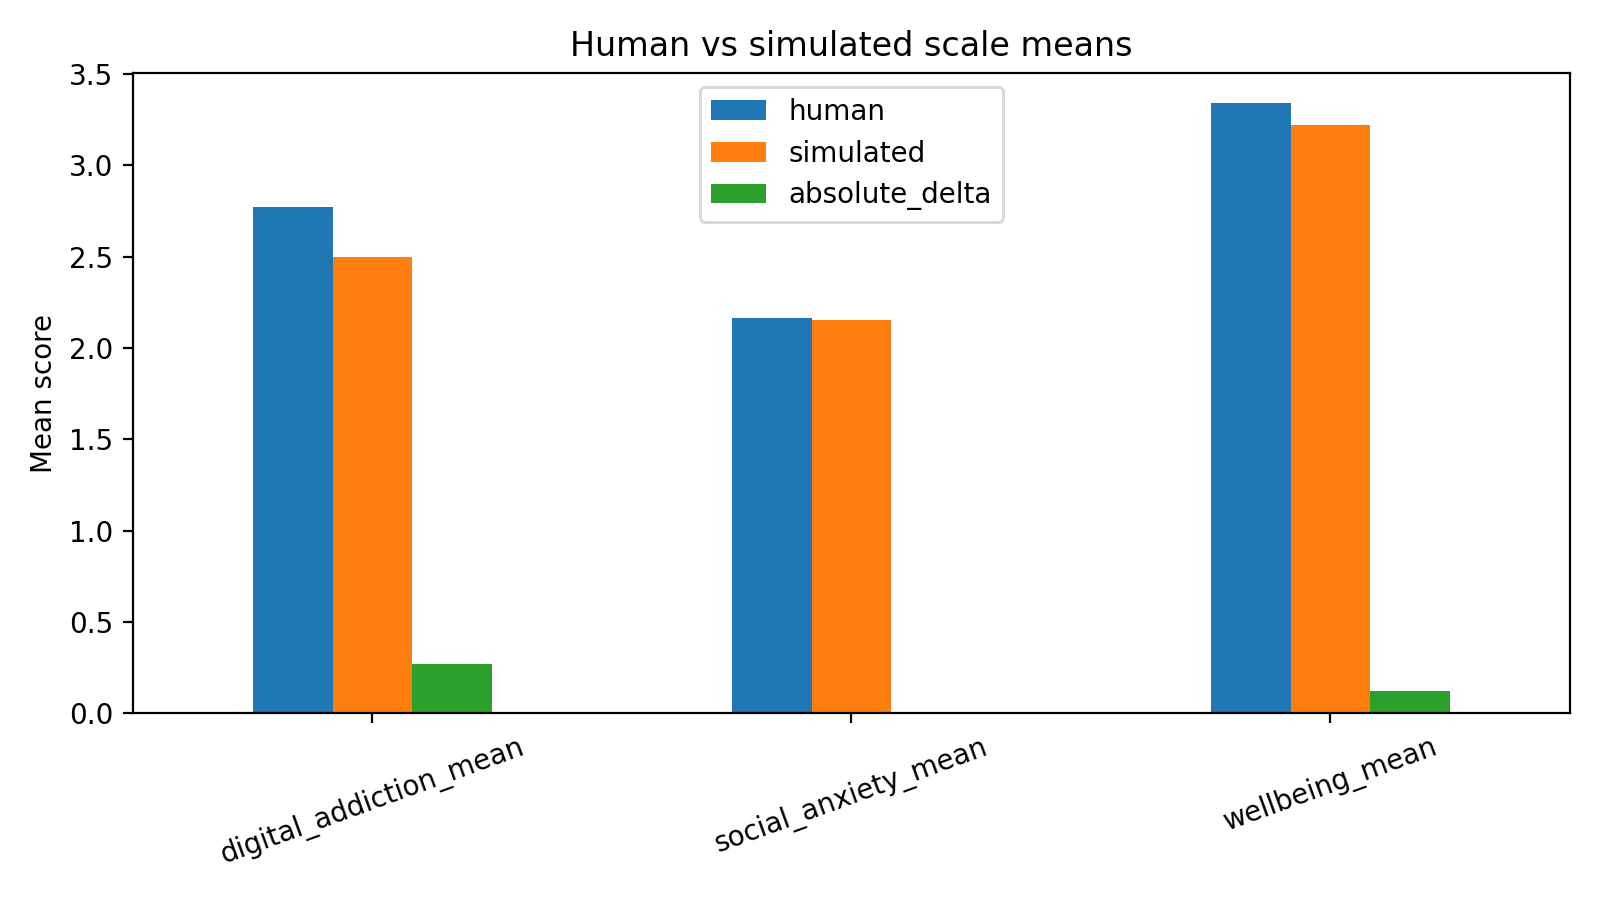 Human vs simulated scale means
human
simulated
absolute_delta
Mean score
3.5
3.0
2.5
2.0
1.5
1.0
0.5
0.0
digital_addiction_mean
social_anxiety_mean
wellbeing_mean